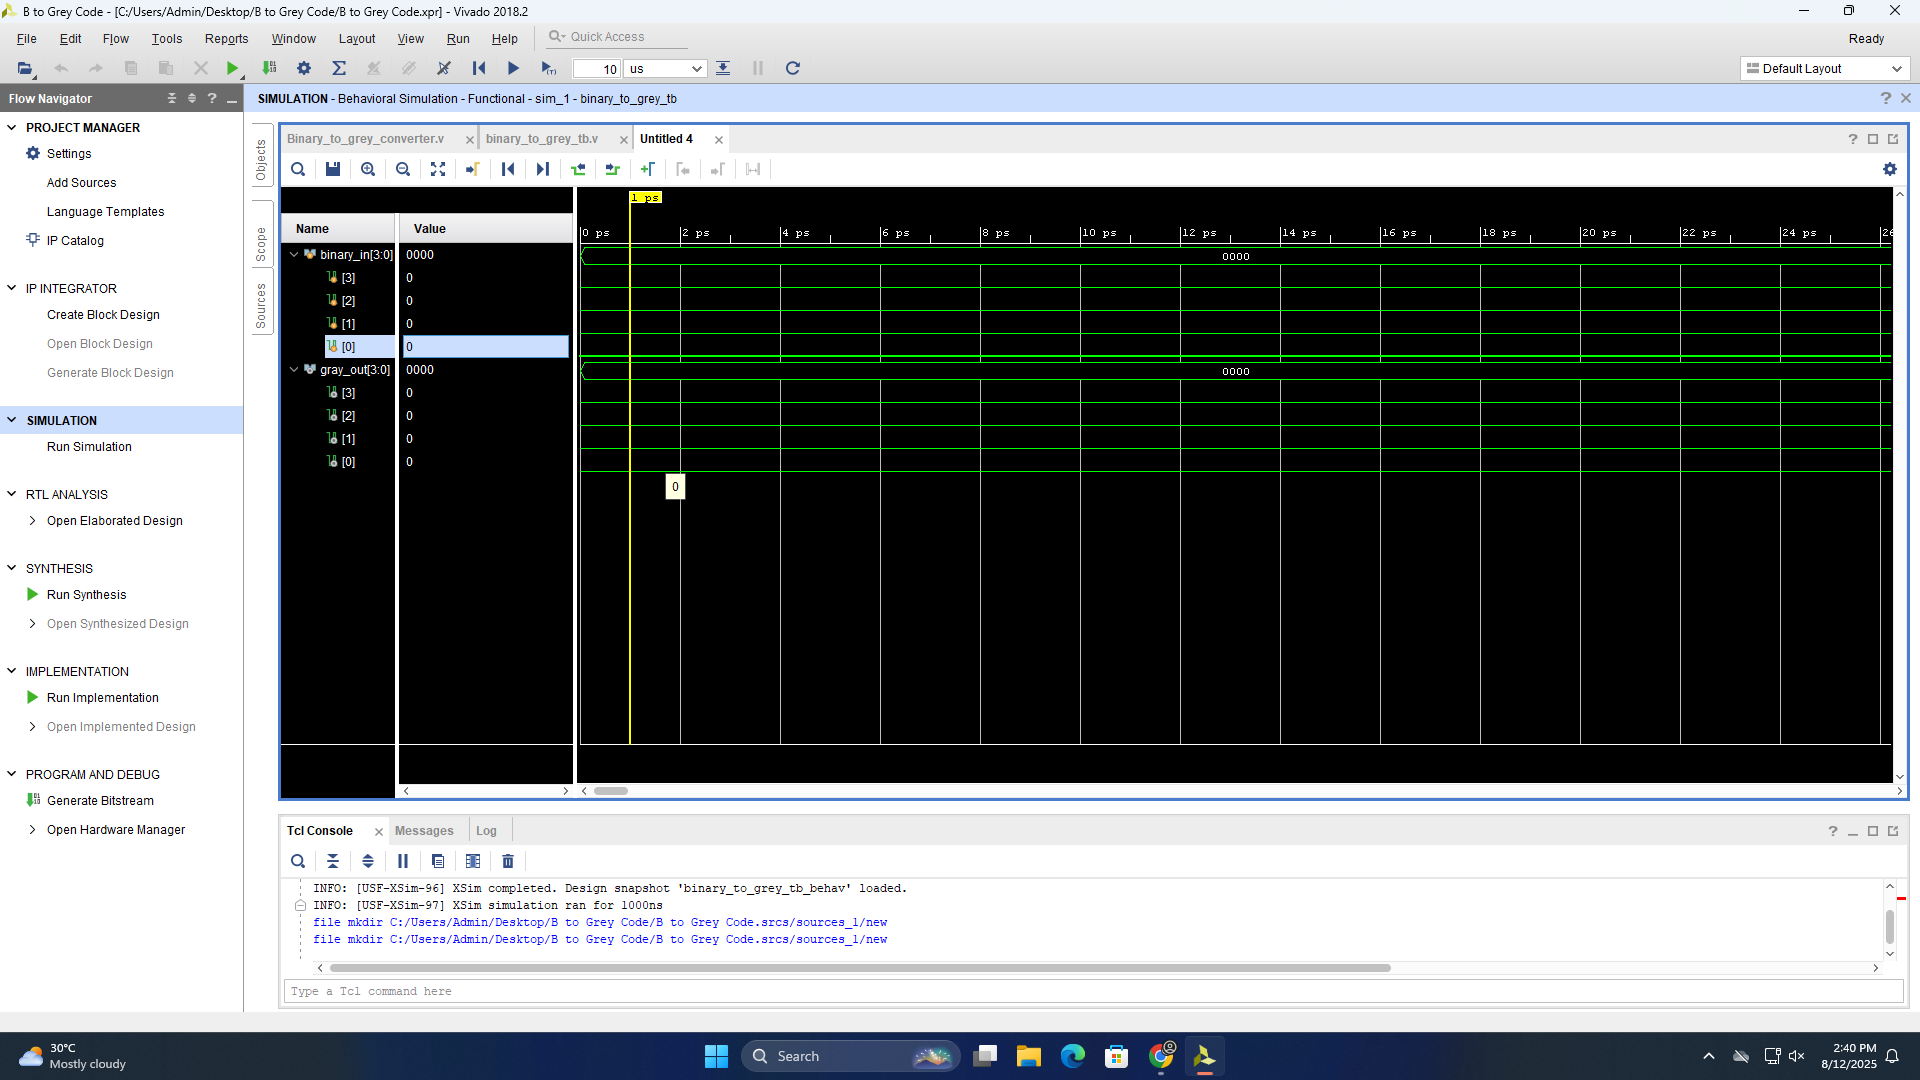 B to Grey Code - [C:/Users/Admin/Desktop/B to Grey Code/B to Grey Code.xpr] - Vivado 2018.2
File Edit Flow Tools Reports Window Layout View Run Help Quick Access Ready
10 us Default Layout
Flow Navigator
SIMULATION - Behavioral Simulation - Functional - sim_1 - binary_to_grey_tb
PROJECT MANAGER
Settings
Add Sources
Language Templates
IP Catalog
IP INTEGRATOR
Create Block Design
Open Block Design
Generate Block Design
SIMULATION
Run Simulation
RTL ANALYSIS
Open Elaborated Design
SYNTHESIS
Run Synthesis
Open Synthesized Design
IMPLEMENTATION
Run Implementation
Open Implemented Design
PROGRAM AND DEBUG
Generate Bitstream
Open Hardware Manager
Objects
Scope
Sources
Binary_to_grey_converter.v binary_to_grey_tb.v Untitled 4
1 ps
Name Value
0 ps 2 ps 4 ps 6 ps 8 ps 10 ps 12 ps 14 ps 16 ps 18 ps 20 ps 22 ps 24 ps 26
binary_in[3:0] 0000 0000
[3] 0
[2] 0
[1] 0
[0] 0
gray_out[3:0] 0000 0000
[3] 0
[2] 0
[1] 0
[0] 0
0
Tcl Console Messages Log
INFO: [USF-XSim-96] XSim completed. Design snapshot 'binary_to_grey_tb_behav' loaded.
INFO: [USF-XSim-97] XSim simulation ran for 1000ns
file mkdir C:/Users/Admin/Desktop/B to Grey Code/B to Grey Code.srcs/sources_1/new
file mkdir C:/Users/Admin/Desktop/B to Grey Code/B to Grey Code.srcs/sources_1/new
Type a Tcl command here
30°C
Mostly cloudy
Search
2:40 PM
8/12/2025